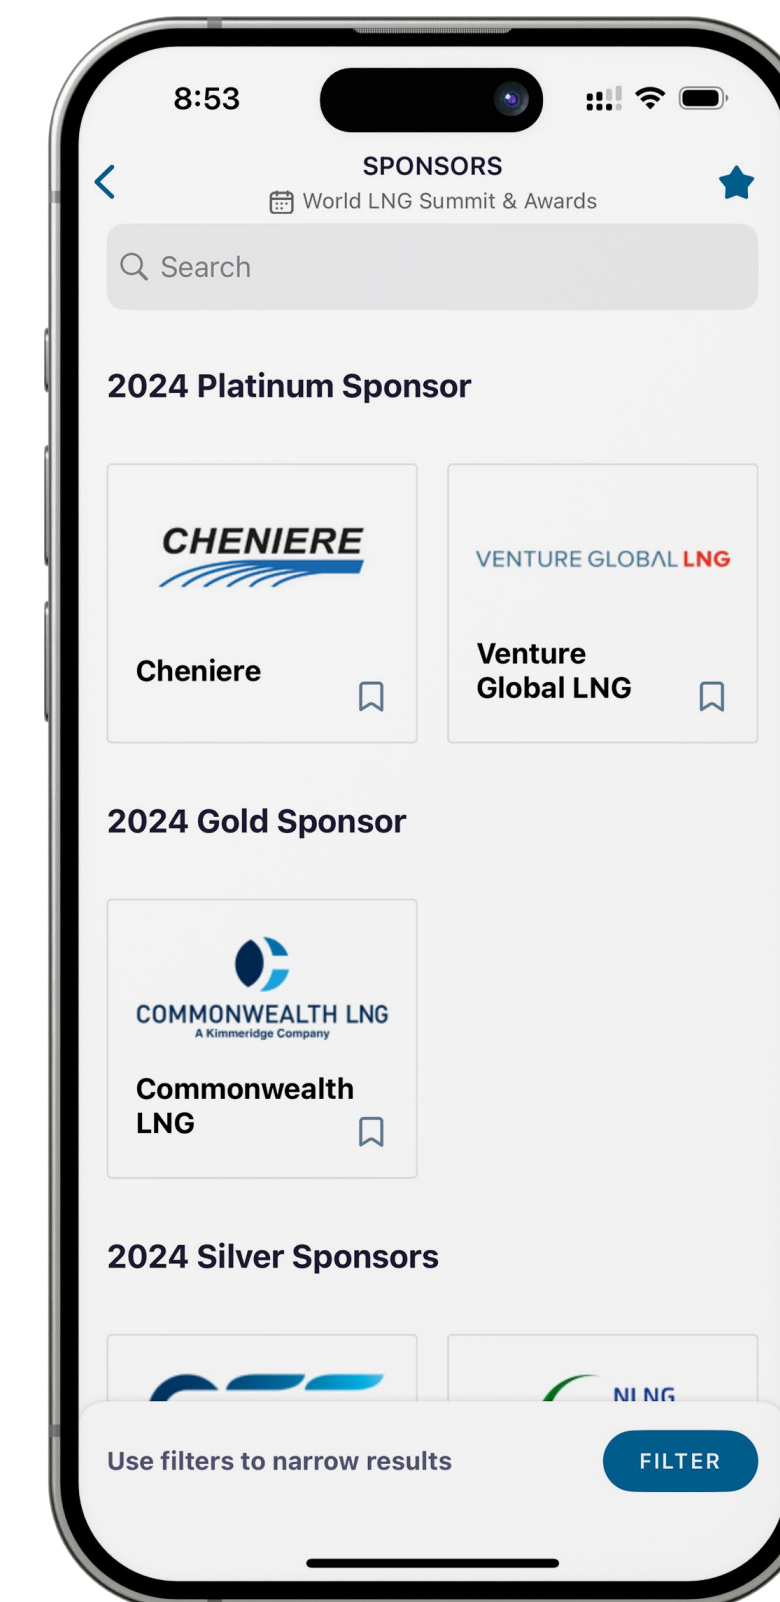 8:53
SPONSORS
World LNG Summit & Awards
Search
2024 Platinum Sponsor
CHENIERE
VENTURE GLOBAL LNG
Cheniere
Venture
Global LNG
2024 Gold Sponsor
COMMONWEALTH LNG
A Kimmeridge Company
Commonwealth
LNG
2024 Silver Sponsors
NLNG
Use filters to narrow results
FILTER